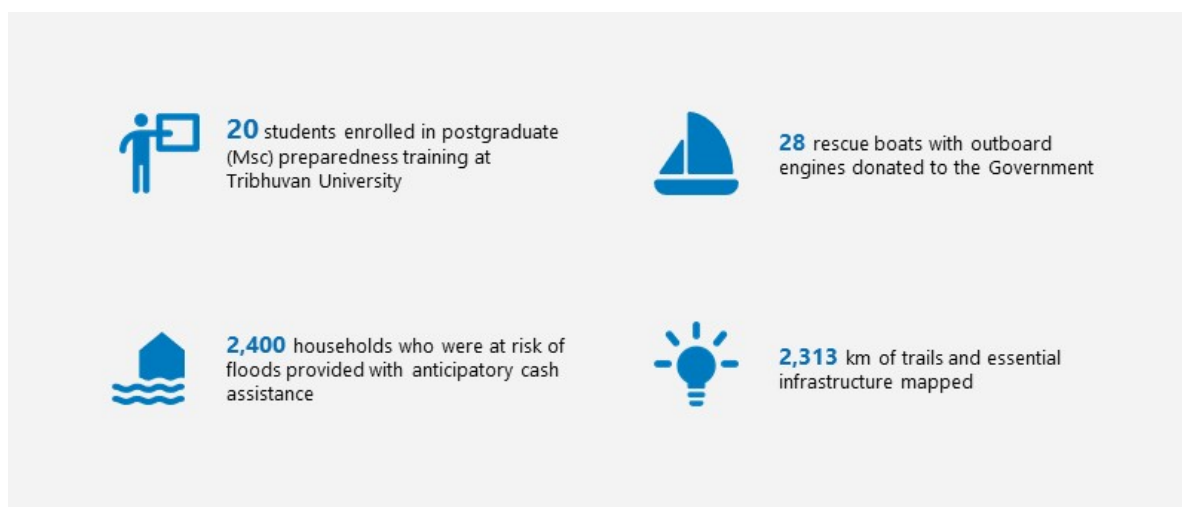 20 students enrolled in postgraduate
(Msc) preparedness training at
Tribhuvan University
28 rescue boats with outboard
engines donated to the Government
2,400 households who were at risk of
floods provided with anticipatory cash
assistance
2,313 km of trails and essential
infrastructure mapped